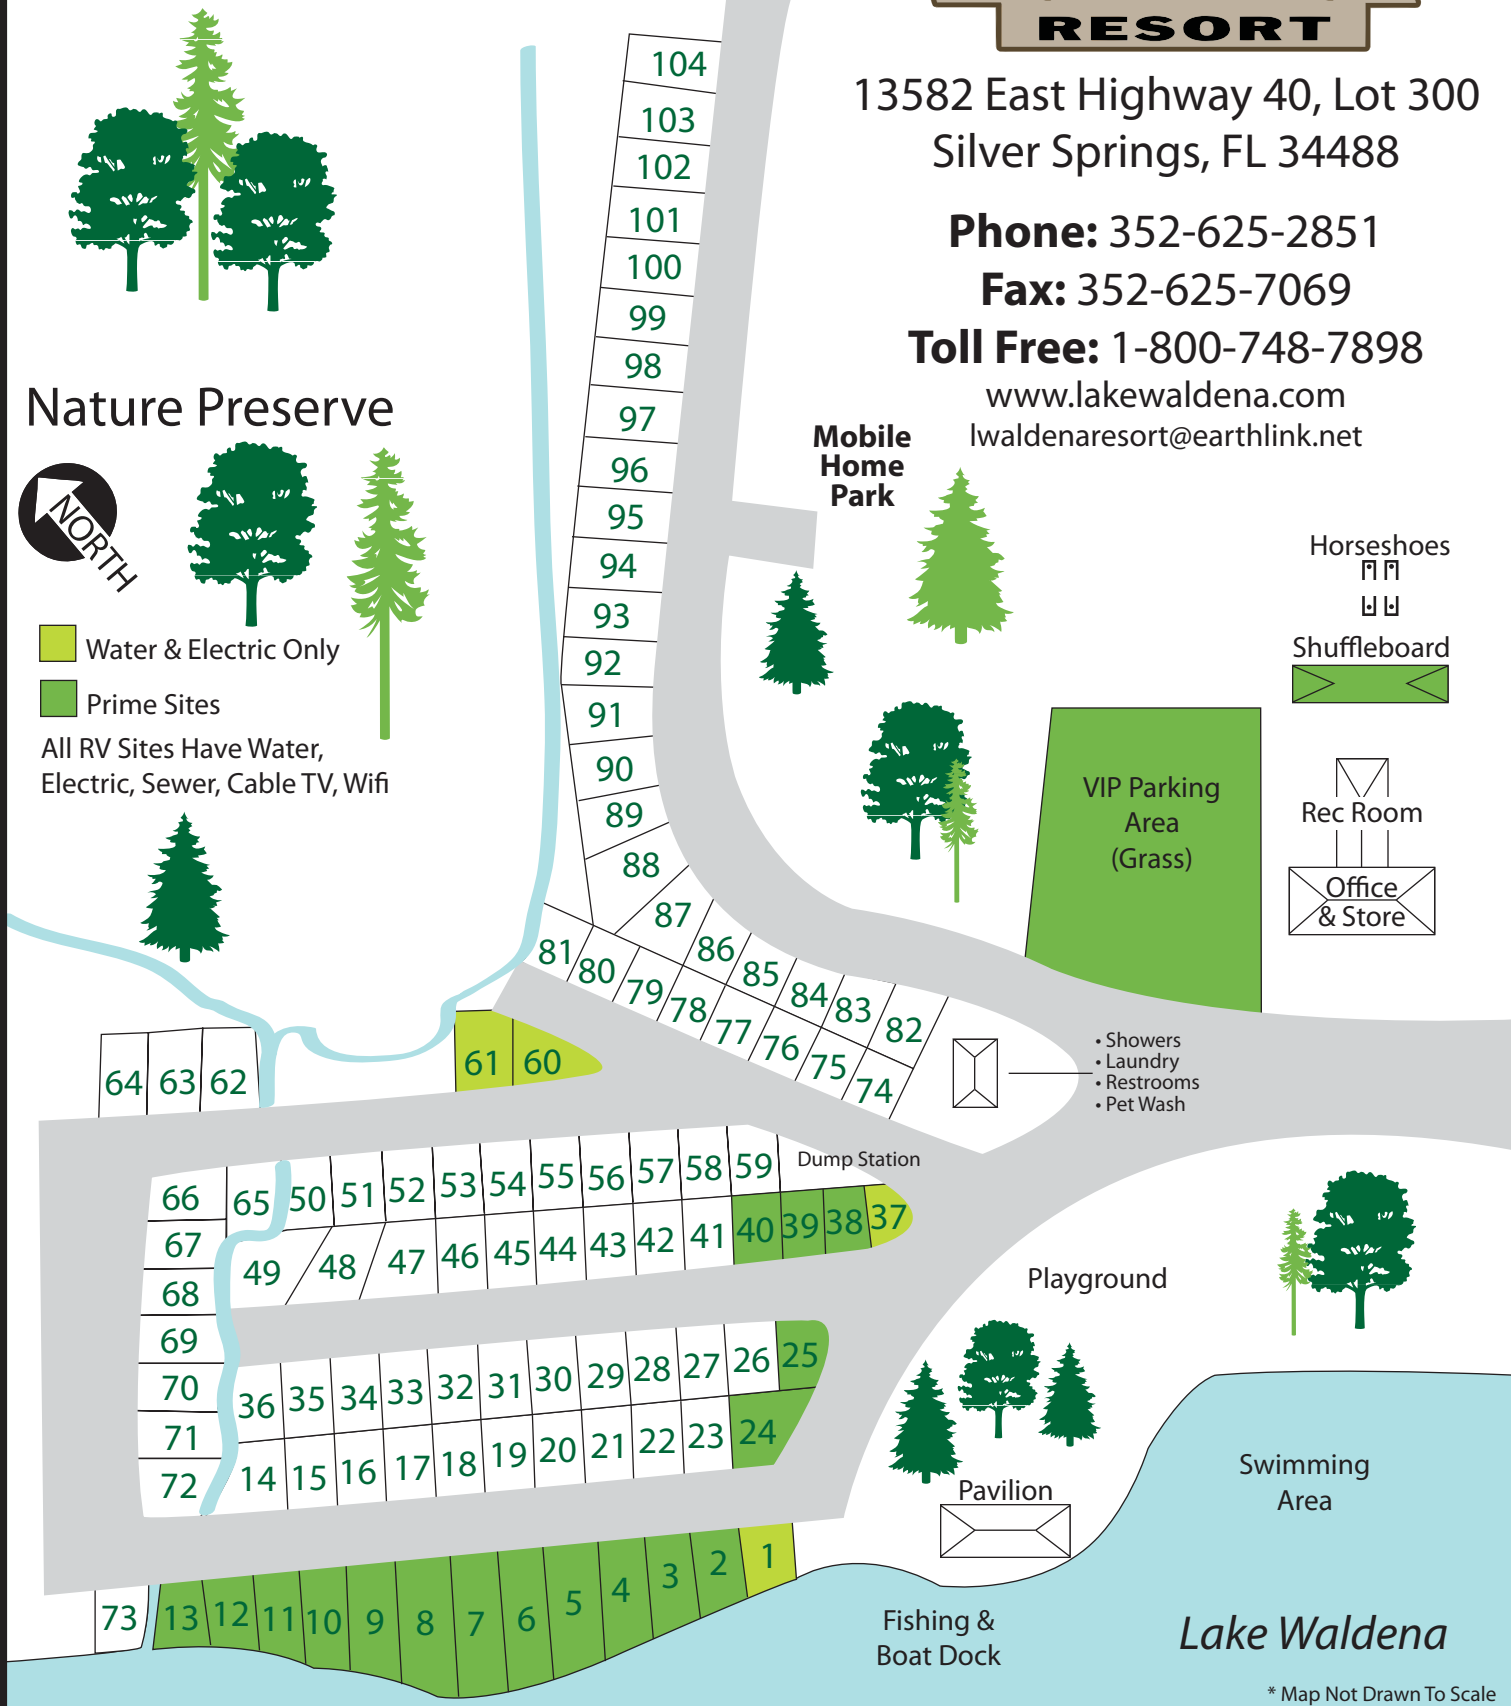 RESORT
13582 East Highway 40, Lot 300
Silver Springs, FL 34488
Phone: 352-625-2851
Fax: 352-625-7069
Toll Free: 1-800-748-7898
www.lakewaldena.com
lwaldenaresort@earthlink.net
104
103
102
101
100
99
98
97
96
95
94
93
92
91
90
89
88
87
86
85
84
83
82
81
80
79
78
77
76
75
74
Nature Preserve
NORTH
Water & Electric Only
Prime Sites
All RV Sites Have Water,
Electric, Sewer, Cable TV, Wifi
Mobile
Home
Park
Horseshoes
Shuffleboard
VIP Parking
Area
(Grass)
Rec Room
Office
& Store
• Showers
• Laundry
• Restrooms
• Pet Wash
64 63 62
61 60
Dump Station
66
67
68
69
70
71
72
65 50 51 52 53 54 55 56 57 58 59
49 48 47 46 45 44 43 42 41 40 39 38 37
36 35 34 33 32 31 30 29 28 27 26 25
14 15 16 17 18 19 20 21 22 23 24
73 13 12 11 10 9 8 7 6 5 4 3 2 1
Playground
Pavilion
Swimming
Area
Fishing &
Boat Dock
Lake Waldena
* Map Not Drawn To Scale